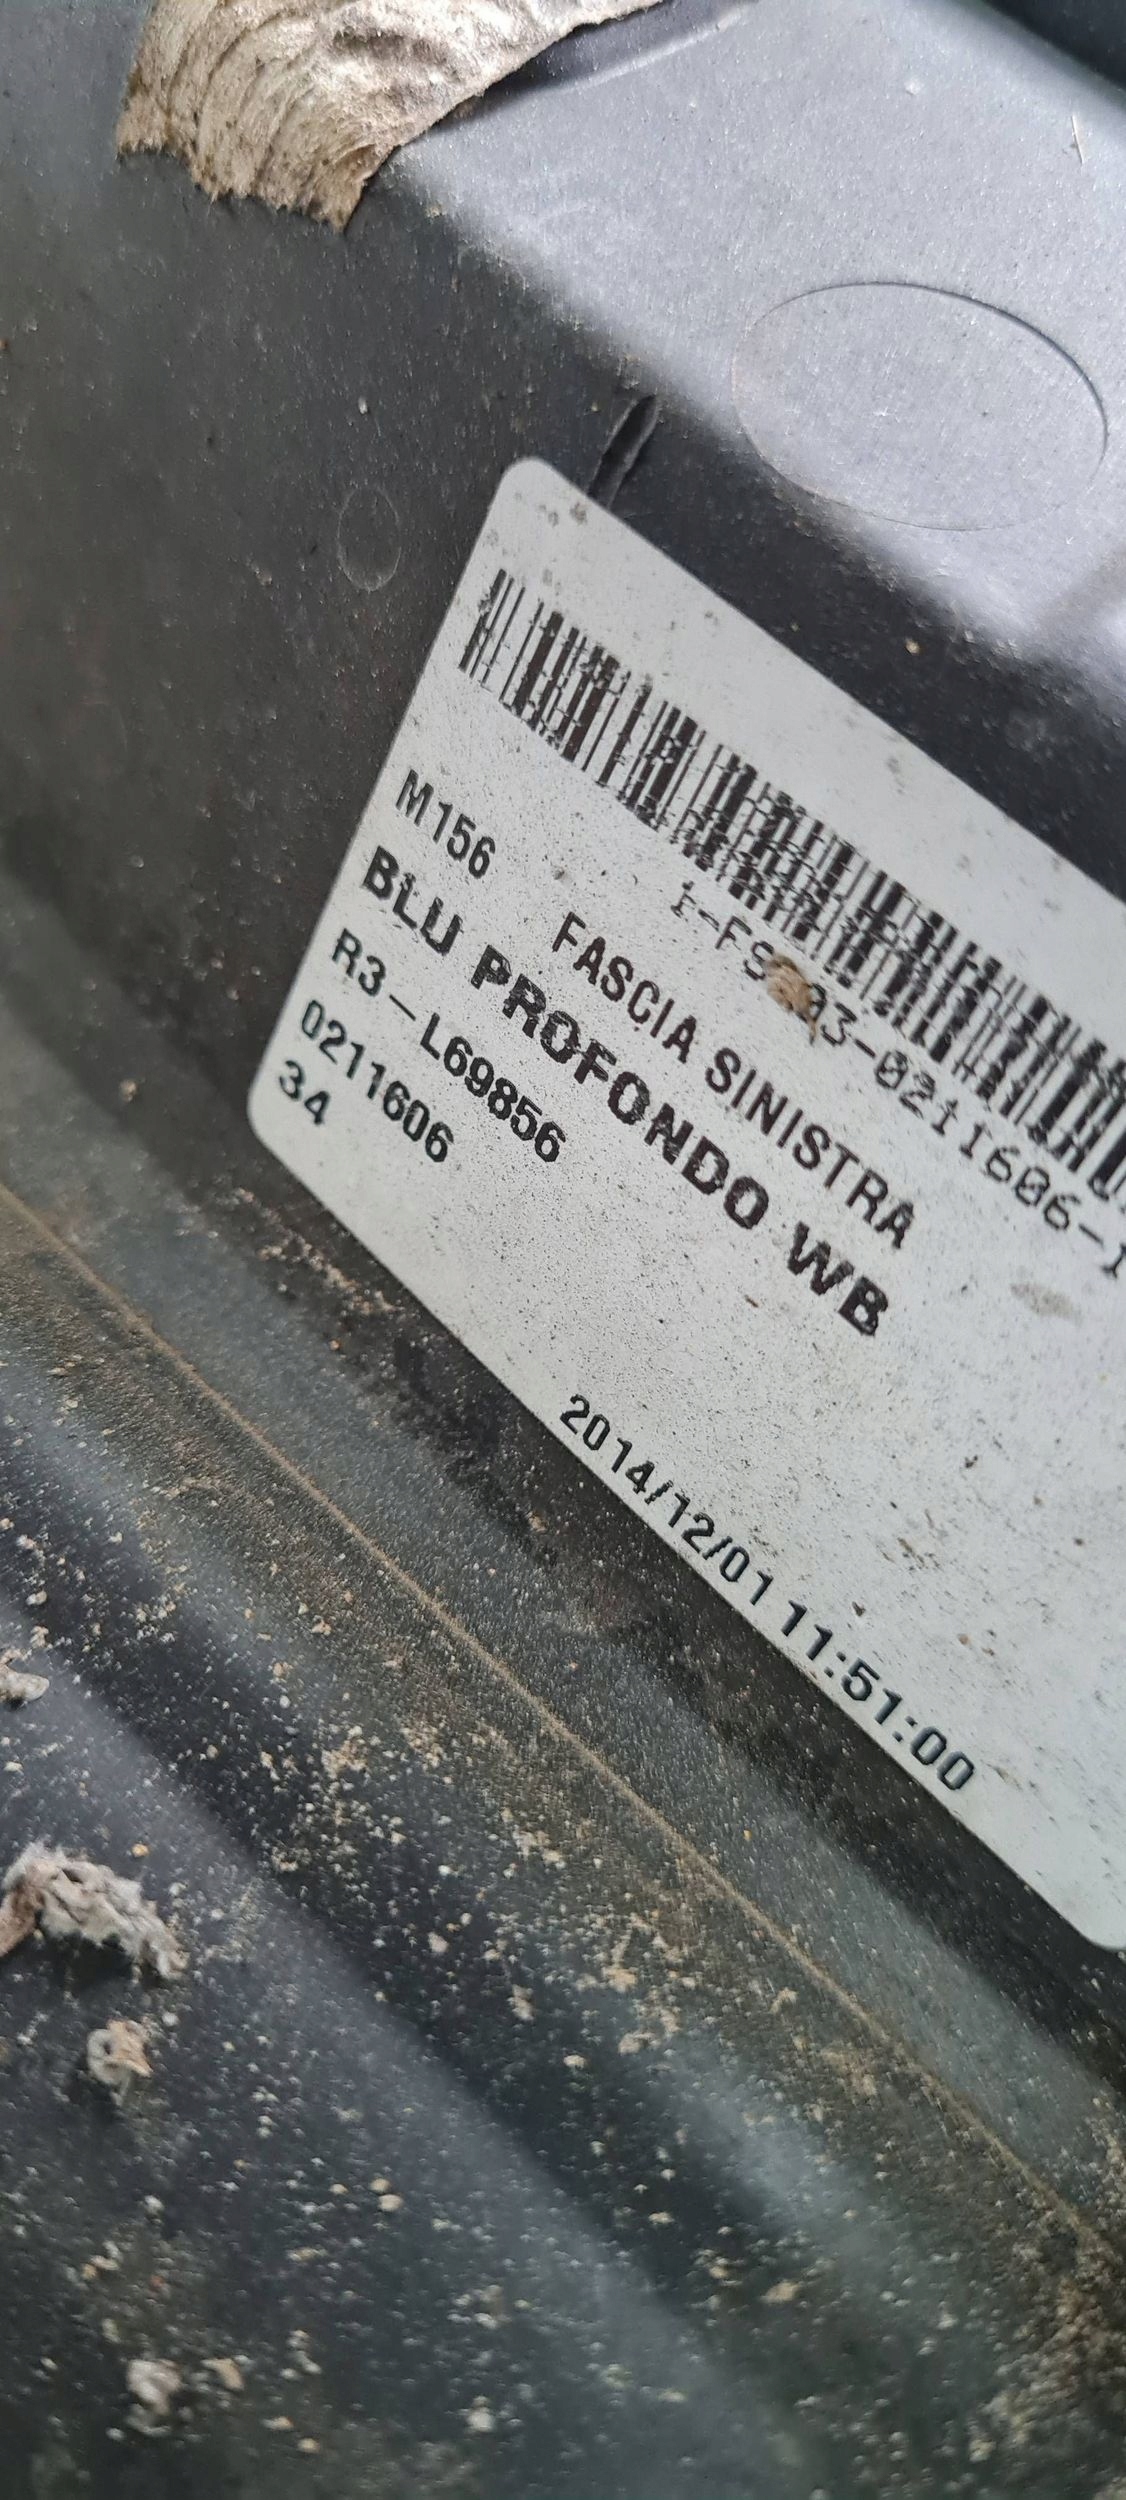 M156
FASCIA SINISTRA
BLU PROFONDO WB
R3-L69856
0211606
34
2014/12/01 11:51:00